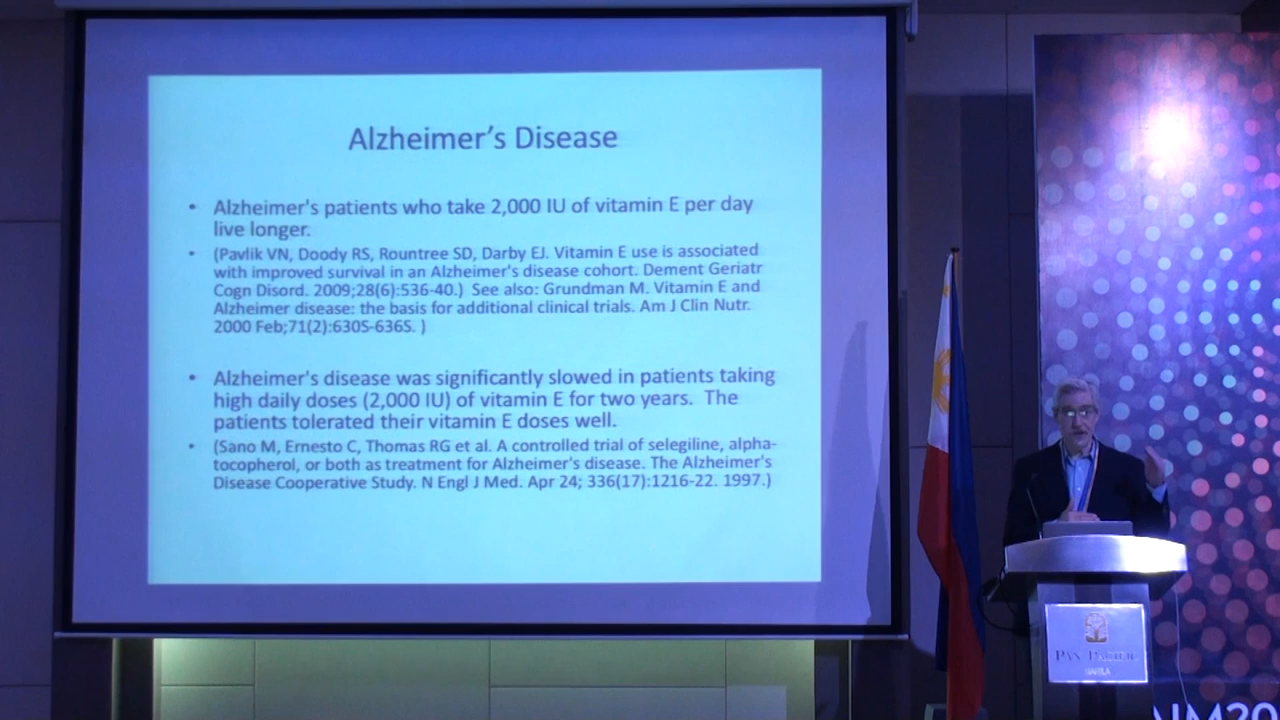 Alzheimer's Disease
• Alzheimer's patients who take 2,000 IU of vitamin E per day
live longer.
• (Pavlik VN, Doody RS, Rountree SD, Darby EJ. Vitamin E use is associated
with improved survival in an Alzheimer's disease cohort. Dement Geriatr
Cogn Disord. 2009;28(6):536-40.) See also: Grundman M. Vitamin E and
Alzheimer disease: the basis for additional clinical trials. Am J Clin Nutr.
2000 Feb;71(2):630S-636S. )
• Alzheimer's disease was significantly slowed in patients taking
high daily doses (2,000 IU) of vitamin E for two years. The
patients tolerated their vitamin E doses well.
• (Sano M, Ernesto C, Thomas RG et al. A controlled trial of selegiline, alpha-
tocopherol, or both as treatment for Alzheimer's disease. The Alzheimer's
Disease Cooperative Study. N Engl J Med. Apr 24; 336(17):1216-22. 1997.)
PAN PACIFIC
MANILA